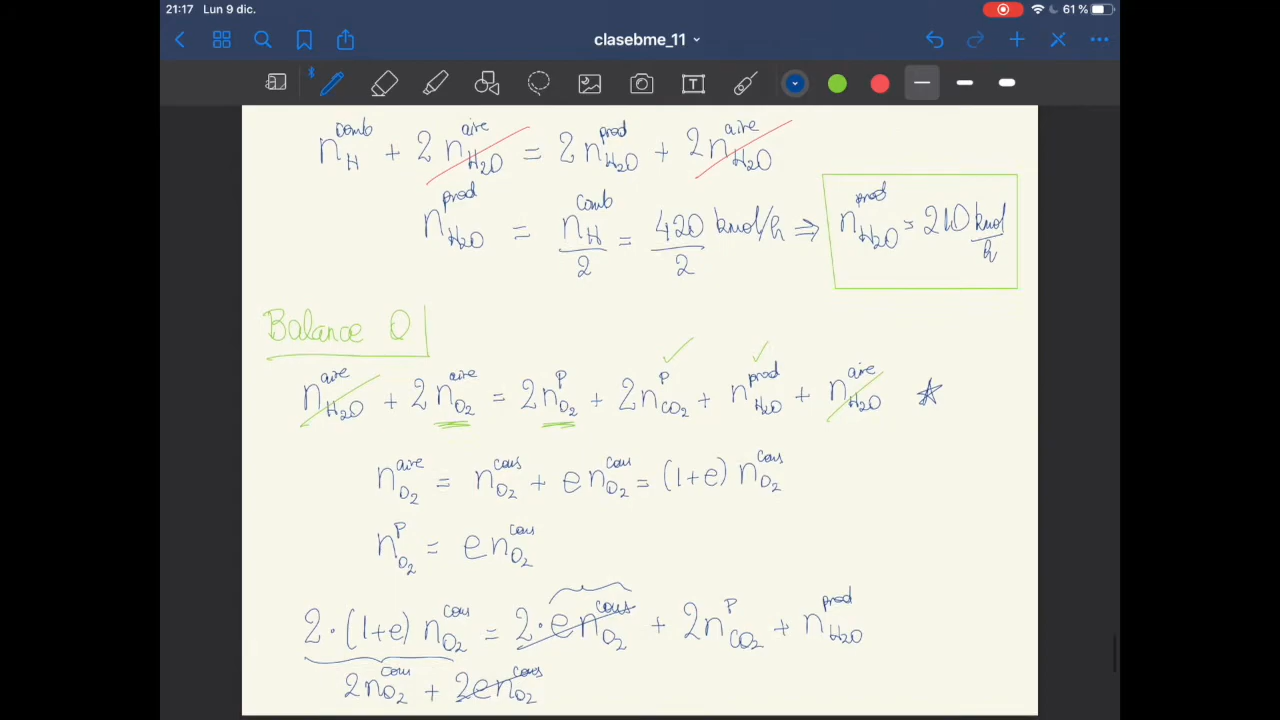 21:17 Lun 9 dic. 61 %
clasebme_11
n_H^comb + 2 n_H2O^aire = 2 n_H2O^prod + 2 n_H2O^aire
n_H2O^prod = n_H^comb / 2 = 420 / 2 kmol/h ⇒ n_H2O^prod = 210 kmol/h
Balance O
n_H2O^aire + 2 n_O2^aire = 2 n_O2^P + 2 n_CO2^P + n_H2O^prod + n_H2O^aire ☆
n_O2^aire = n_O2^cons + e n_O2^cons = (1+e) n_O2^cons
n_O2^P = e n_O2^cons
2 · (1+e) n_O2^cons = 2 · e n_O2^cons + 2 n_CO2^P + n_H2O^prod
2 n_O2^cons + 2 e n_O2^cons